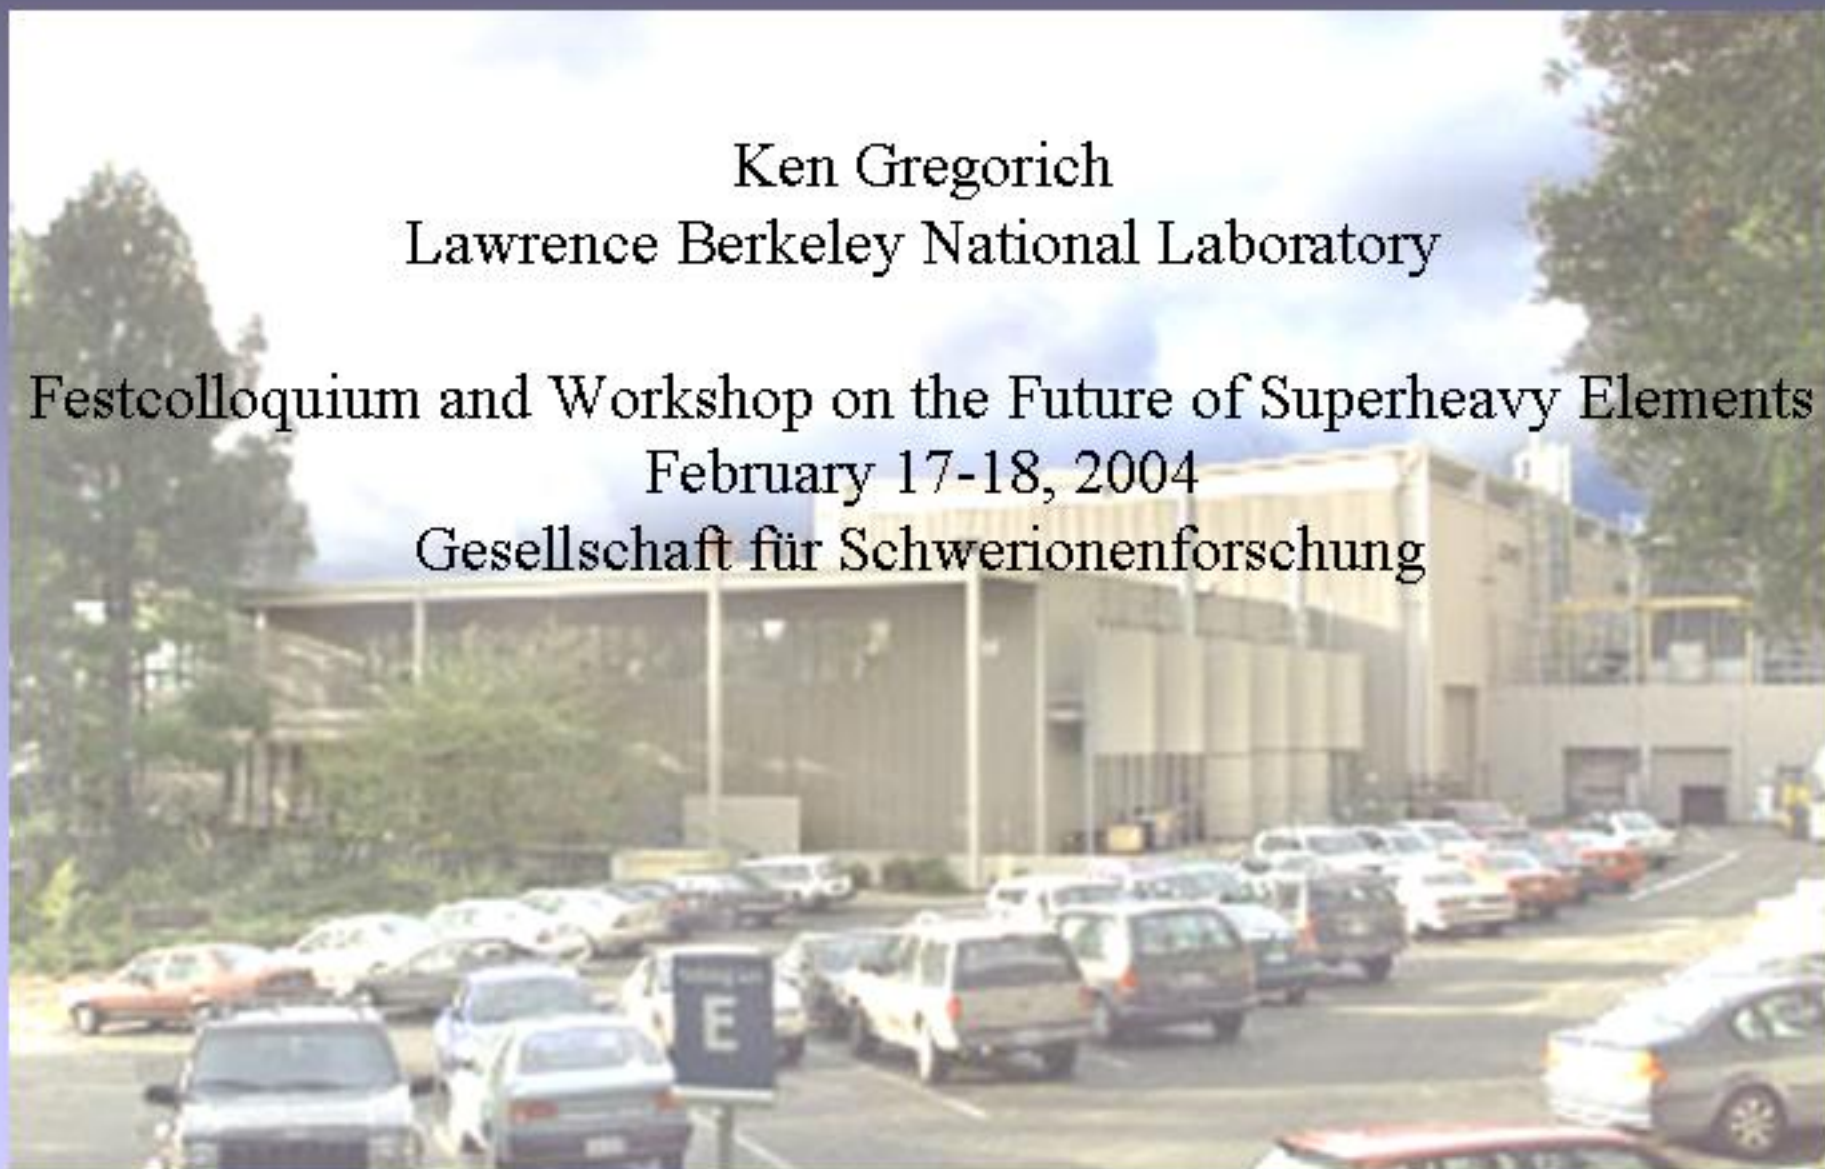 Ken Gregorich
Lawrence Berkeley National Laboratory
Festcolloquium and Workshop on the Future of Superheavy Elements
February 17-18, 2004
Gesellschaft für Schwerionenforschung
E